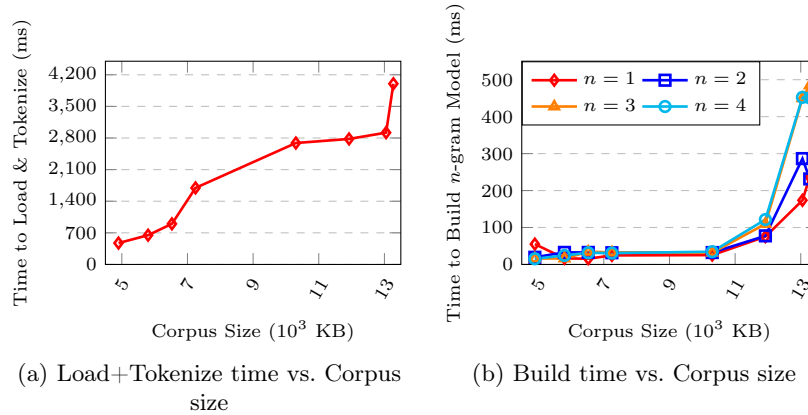 Time to Load & Tokenize (ms)
4,200
3,500
2,800
2,100
1,400
700
0
5
7
9
11
13
Corpus Size (10³ KB)
(a) Load+Tokenize time vs. Corpus
size
Time to Build n-gram Model (ms)
500
400
300
200
100
0
n = 1
n = 2
n = 3
n = 4
5
7
9
11
13
Corpus Size (10³ KB)
(b) Build time vs. Corpus size